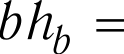 bh_b =